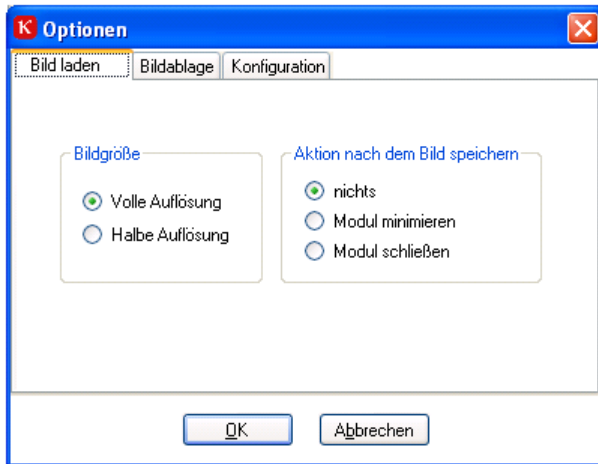 K Optionen
Bild laden Bildablage Konfiguration
Bildgröße
Volle Auflösung
Halbe Auflösung
Aktion nach dem Bild speichern
nichts
Modul minimieren
Modul schließen
OK Abbrechen